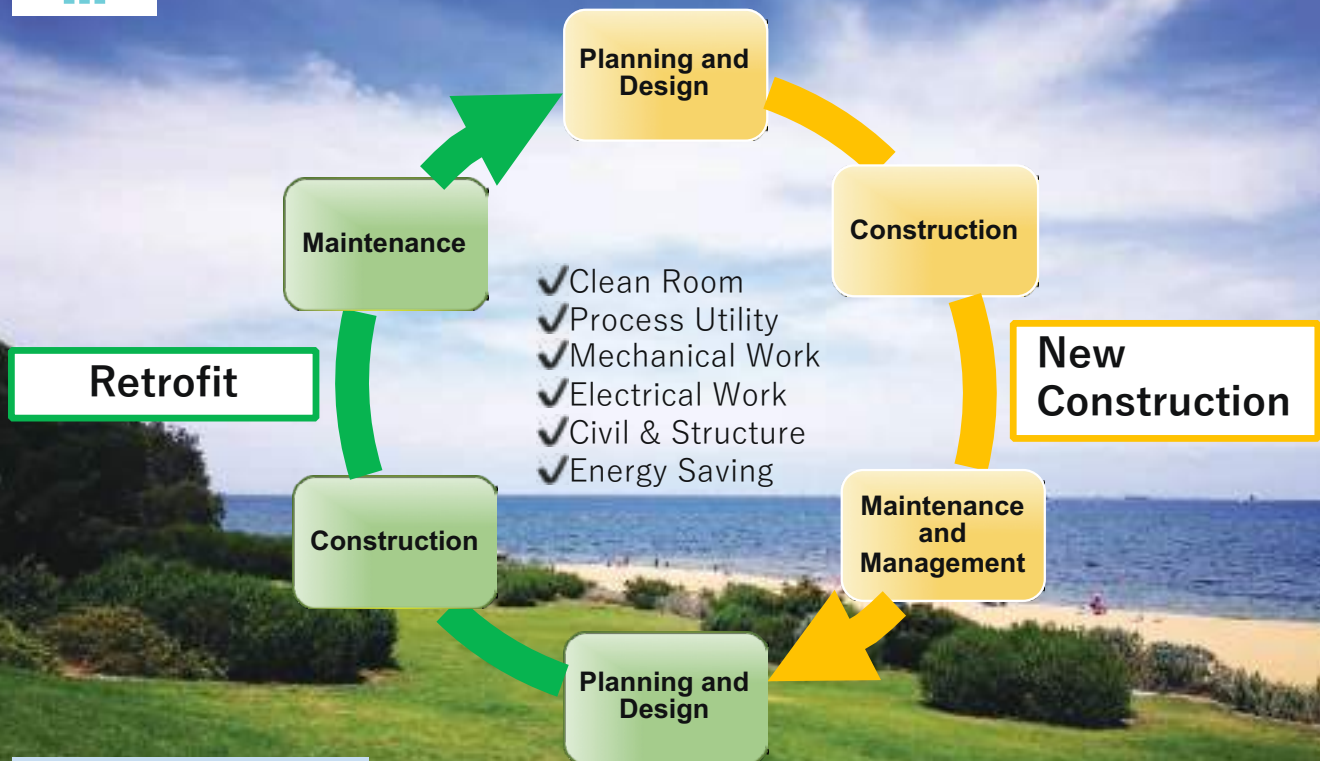 Planning and
Design
Construction
Maintenance
✔Clean Room
✔Process Utility
✔Mechanical Work
✔Electrical Work
✔Civil & Structure
✔Energy Saving
Retrofit
New
Construction
Maintenance
and
Management
Construction
Planning and
Design